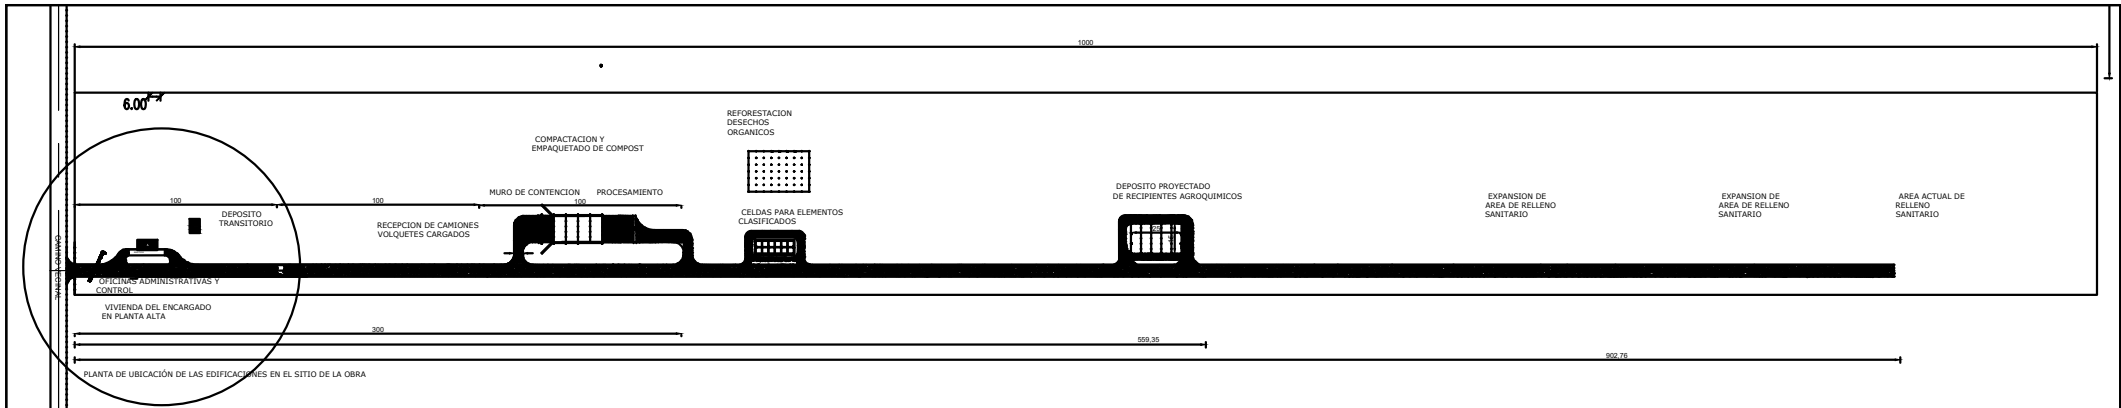 1000
6.00
REFORESTACION
DESECHOS
ORGANICOS
COMPACTACION Y
EMPAQUETADO DE COMPOST
MURO DE CONTENCION
PROCESAMIENTO
DEPOSITO PROYECTADO
DE RECIPIENTES AGROQUIMICOS
EXPANSION DE
AREA DE RELLENO
SANITARIO
EXPANSION DE
AREA DE RELLENO
SANITARIO
AREA ACTUAL DE
RELLENO
SANITARIO
100
100
100
DEPOSITO
TRANSITORIO
RECEPCION DE CAMIONES
VOLQUETES CARGADOS
CELDAS PARA ELEMENTOS
CLASIFICADOS
CAMINO VECINAL
OFICINAS ADMINISTRATIVAS Y
CONTROL
VIVIENDA DEL ENCARGADO
EN PLANTA ALTA
300
559,35
902,76
PLANTA DE UBICACIÓN DE LAS EDIFICACIONES EN EL SITIO DE LA OBRA